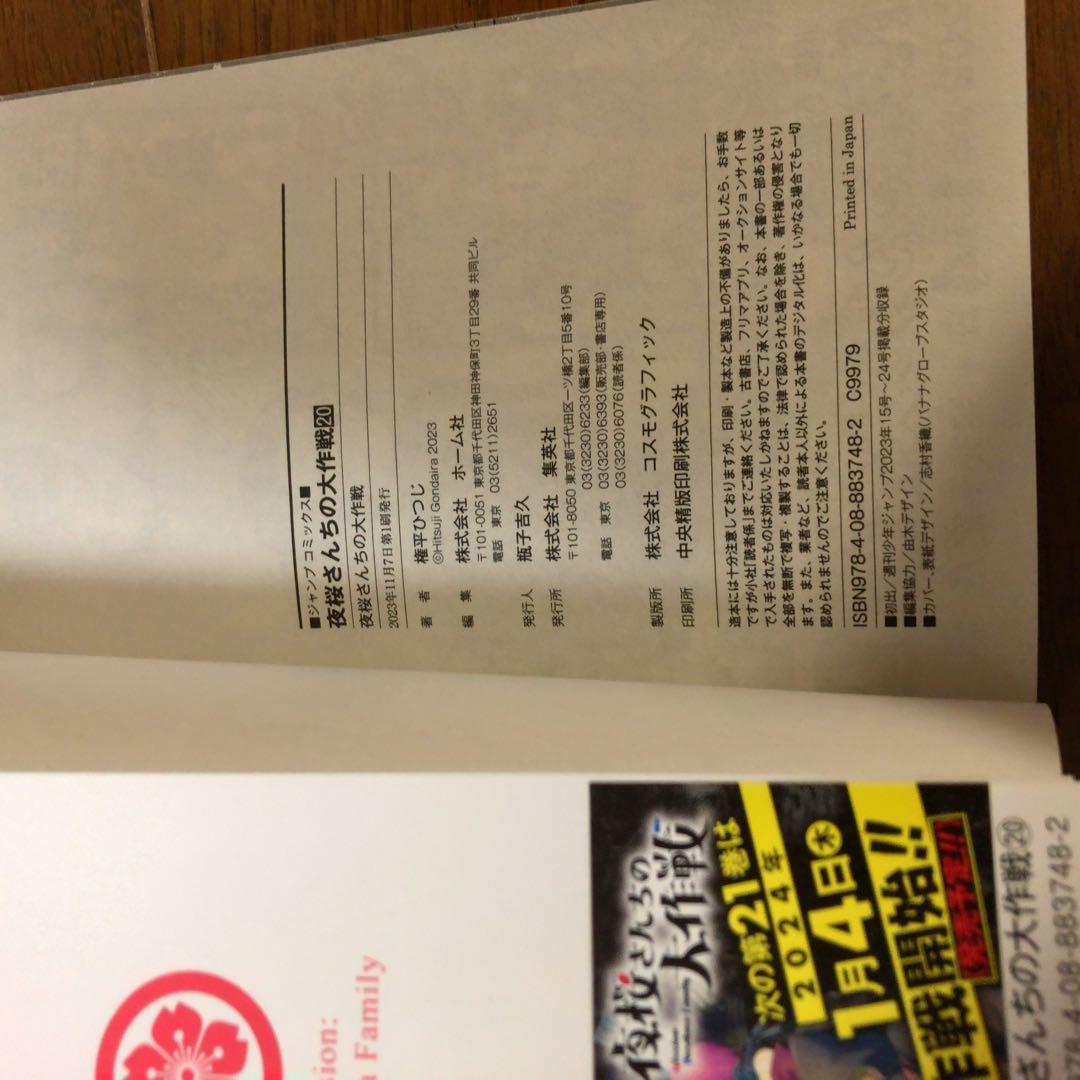 ■ジャンプ コミックス■
夜桜さんちの大作戦20
夜桜さんちの大作戦
2023年11月7日第1刷発行
著者 権平ひつじ
©Hitsuji Gondaira 2023
編集 株式会社 ホーム社
〒101-0051 東京都千代田区神田神保町3丁目29番 共同ビル
電話 東京 03(5211)2651
発行人 瓶子吉久
発行所 株式会社 集英社
〒101-8050 東京都千代田区一ツ橋2丁目5番10号
03(3230)6233(編集部)
電話 東京 03(3230)6393(販売部・書店専用)
03(3230)6076(読者係)
製版所 株式会社 コスモグラフィック
印刷所 中央精版印刷株式会社
造本には十分注意しておりますが、印刷・製本など製造上の不備がありましたら、お手数
ですが小社「読者係」までご連絡ください。古書店、フリマアプリ、オークションサイト等
で入手されたものは対応いたしかねますのでご了承ください。なお、本書の一部あるいは
全部を無断で複写・複製することは、法律で認められた場合を除き、著作権の侵害となり
ます。また、業者など、読者本人以外による本書のデジタル化は、いかなる場合でも一切
認められませんのでご注意ください。
ISBN978-4-08-883748-2 C9979 Printed in Japan
■初出/週刊少年ジャンプ2023年15号～24号掲載分収録
■編集協力/由木デザイン
■カバー、表紙デザイン/志村香織(バナナグローブスタジオ)
sion:
Family
夜桜さんちの
大作戦
次の第21巻は
2024年
1月4日木
作戦開始!!
発売予定!!
さんちの大作戦⑳
978-4-08-883748-2